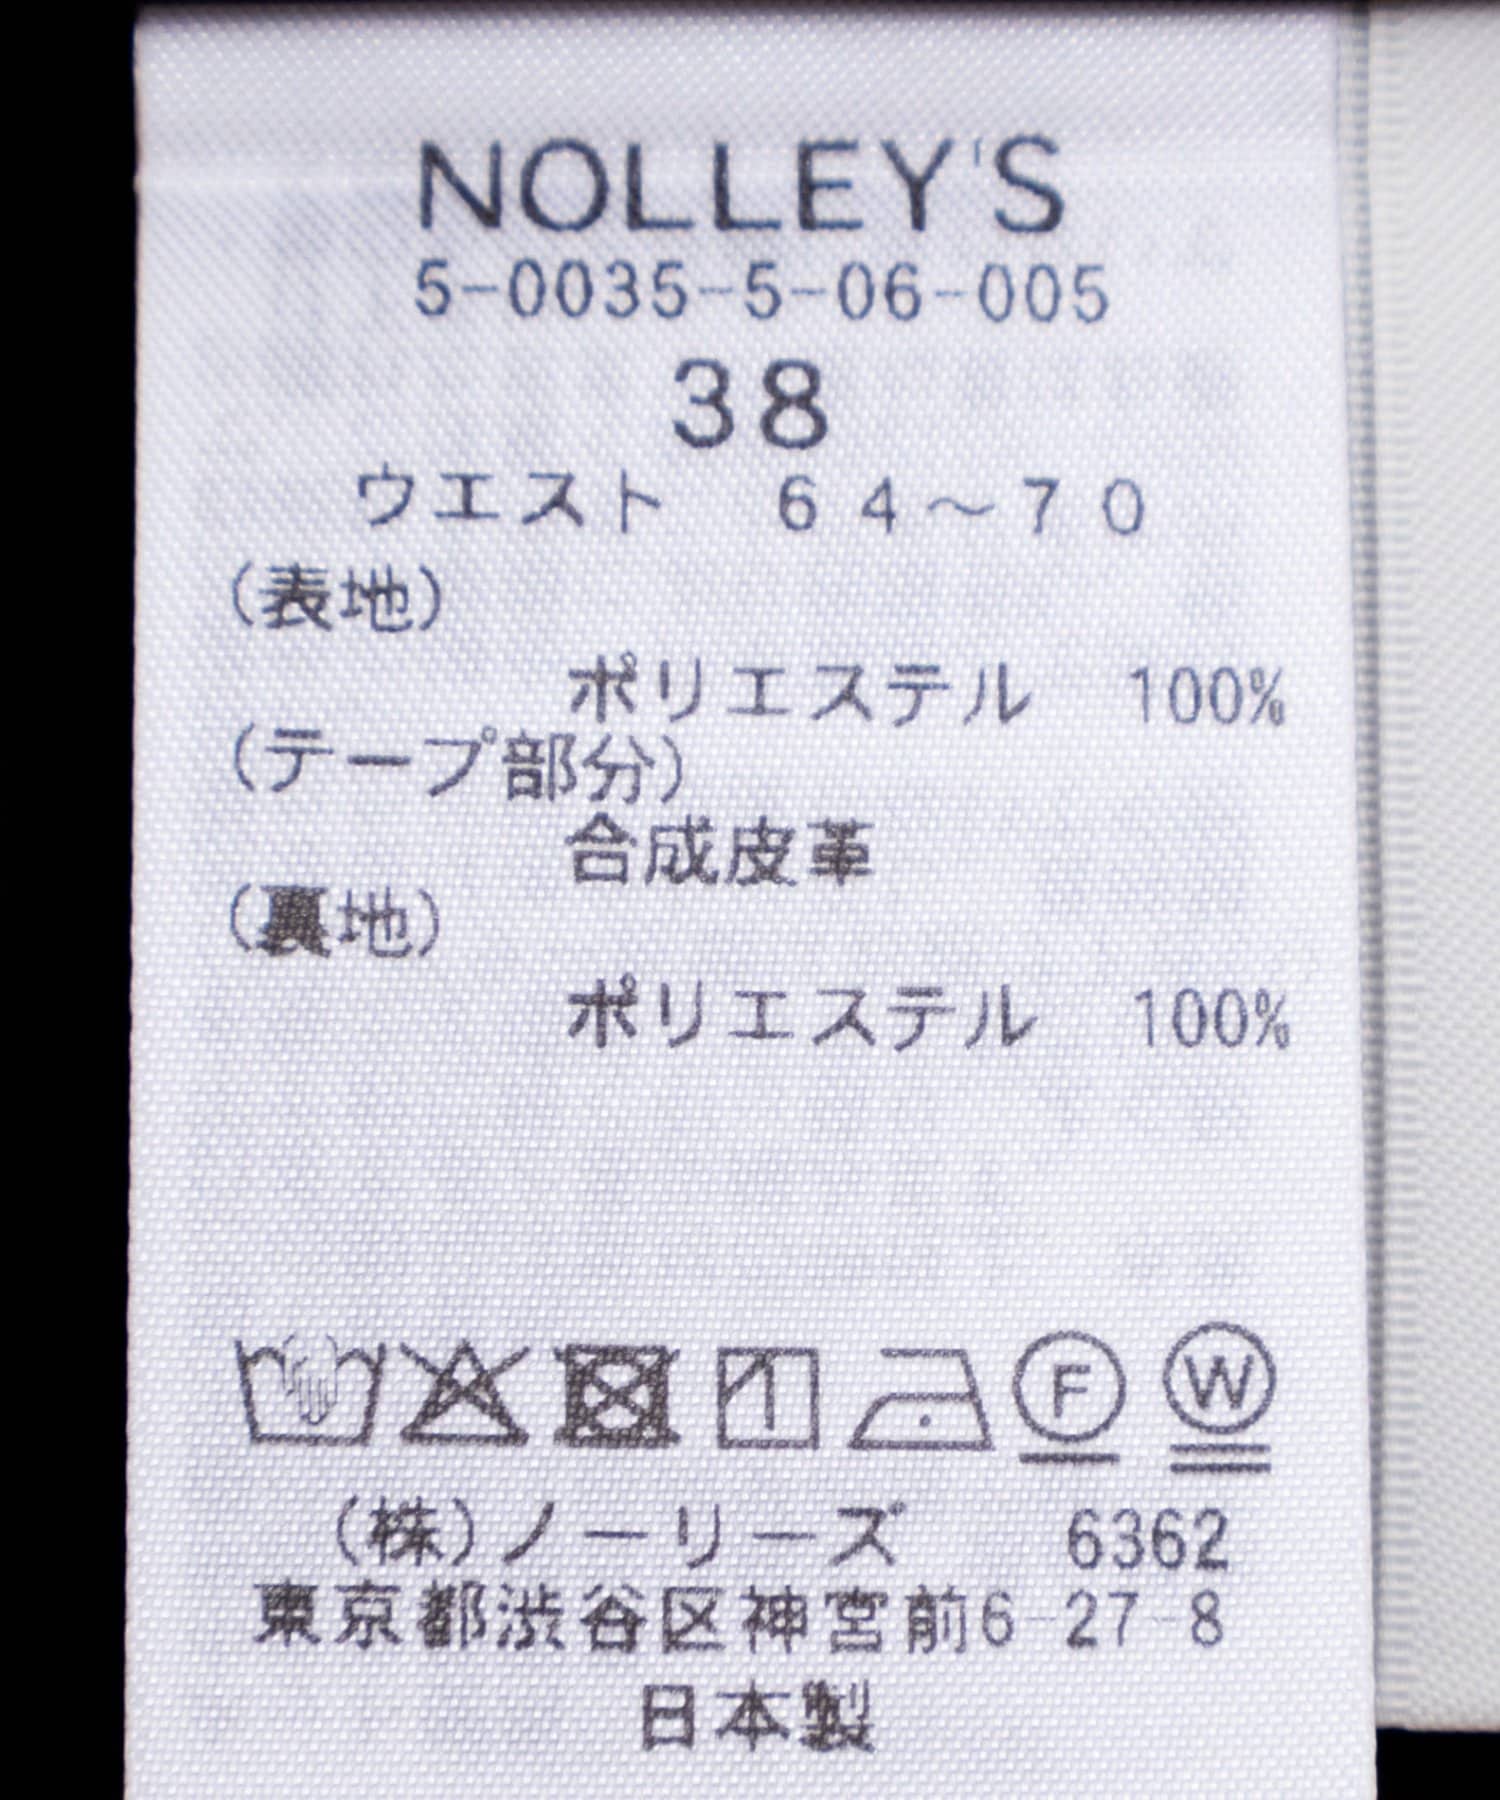 NOLLEY'S
5-0035-5-06-005
38
ウエスト　64～70
(表地)
ポリエステル　100%
(テープ部分)
合成皮革
(裏地)
ポリエステル　100%
F W
(株)ノーリーズ　6362
東京都渋谷区神宮前6-27-8
日本製